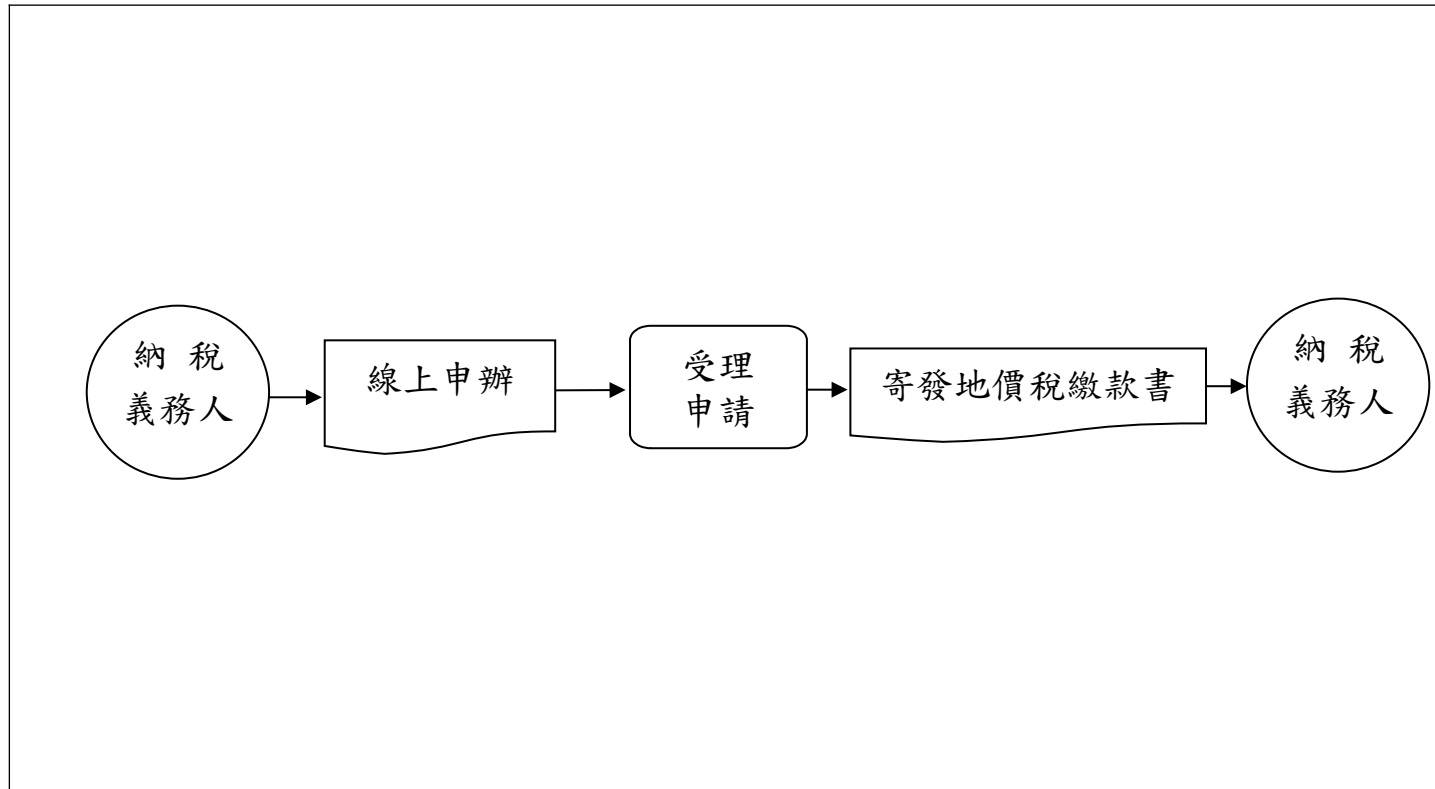 納 稅
義務人
線上申辦
受理
申請
寄發地價稅繳款書
納 稅
義務人